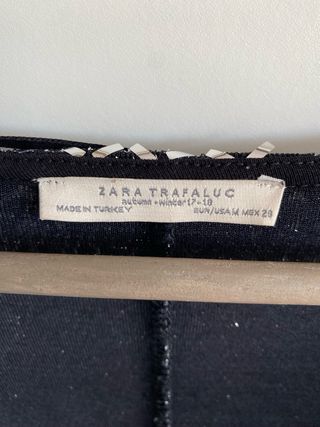 ZARA TRAFALUC
autumn • winter 17 • 18
MADE IN TURKEY EUR/USA M MEX 28